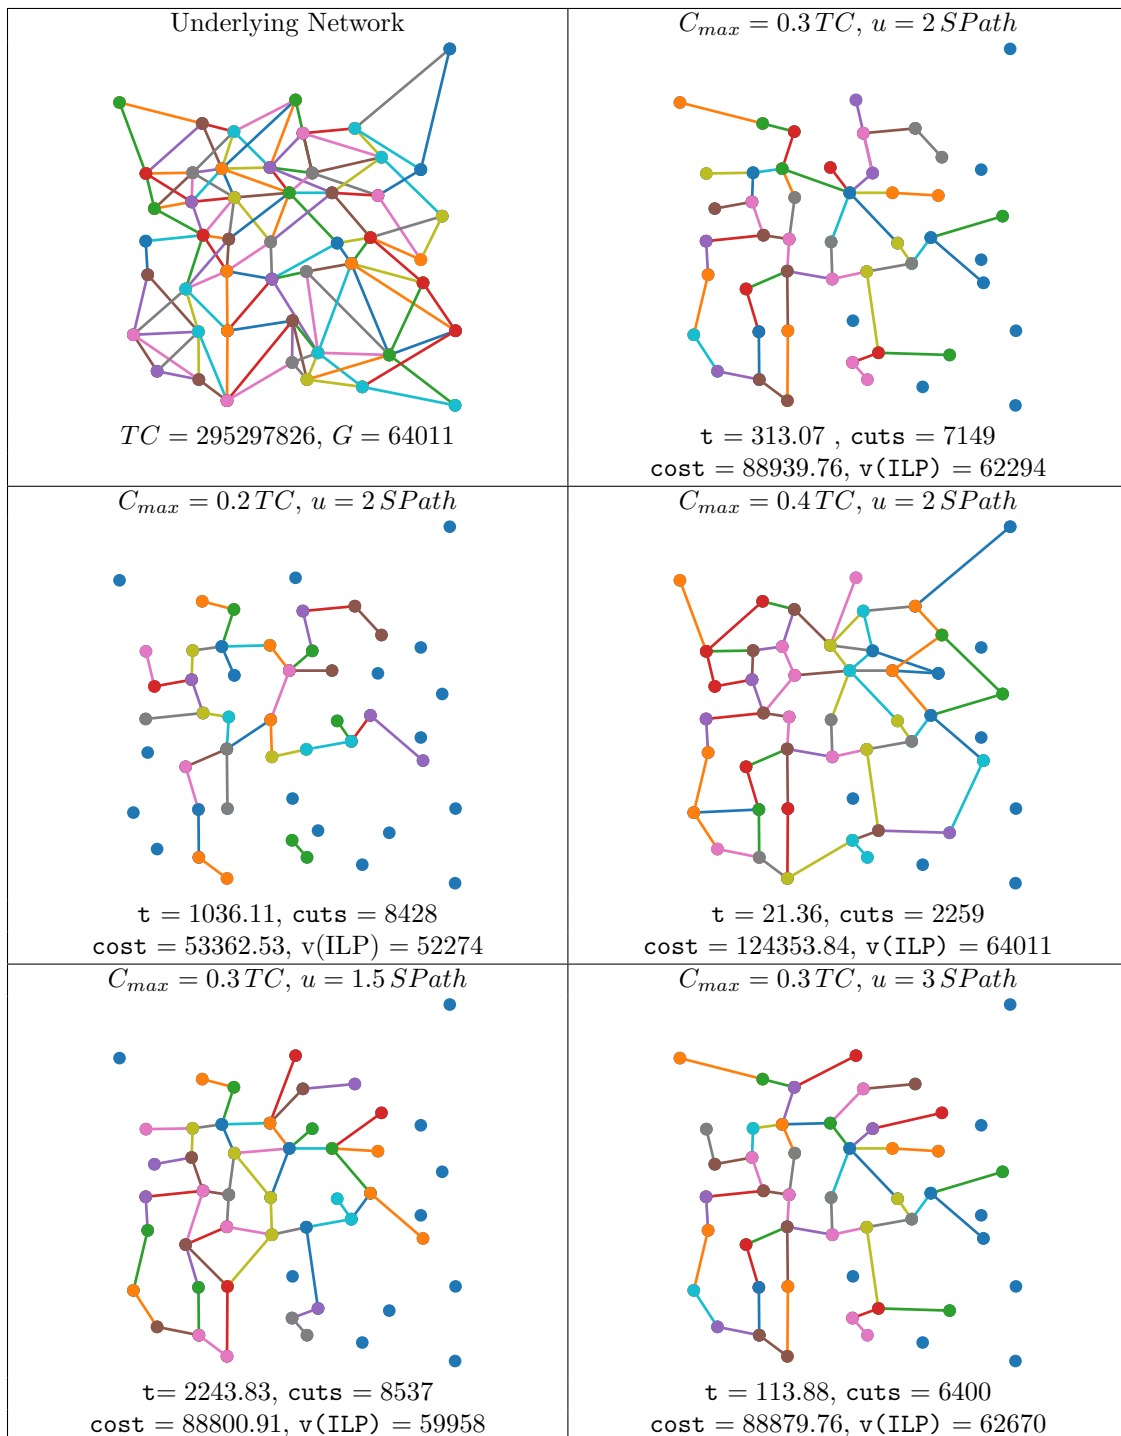 Underlying Network
TC = 295297826, G = 64011
C_max = 0.3 TC, u = 2 SPath
t = 313.07 , cuts = 7149
cost = 88939.76, v(ILP) = 62294
C_max = 0.2 TC, u = 2 SPath
t = 1036.11, cuts = 8428
cost = 53362.53, v(ILP) = 52274
C_max = 0.4 TC, u = 2 SPath
t = 21.36, cuts = 2259
cost = 124353.84, v(ILP) = 64011
C_max = 0.3 TC, u = 1.5 SPath
t= 2243.83, cuts = 8537
cost = 88800.91, v(ILP) = 59958
C_max = 0.3 TC, u = 3 SPath
t = 113.88, cuts = 6400
cost = 88879.76, v(ILP) = 62670